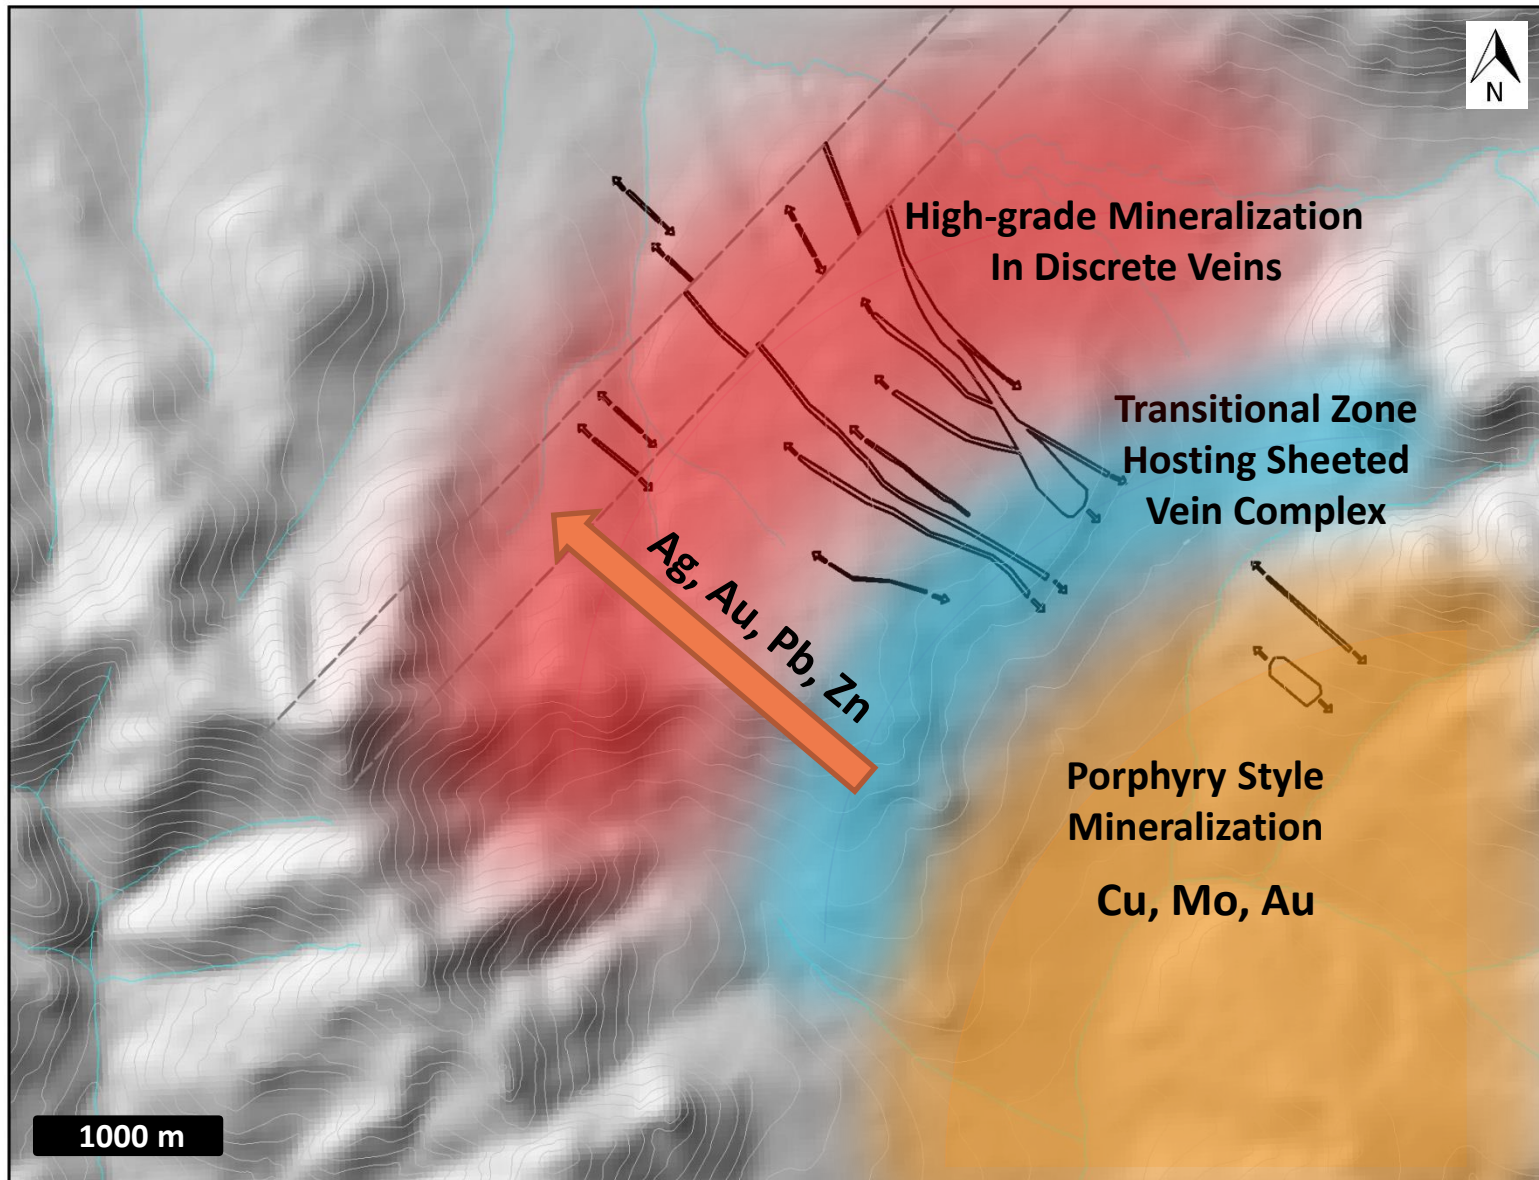 N
High-grade Mineralization
In Discrete Veins
Transitional Zone
Hosting Sheeted
Vein Complex
Ag, Au, Pb, Zn
Porphyry Style
Mineralization
Cu, Mo, Au
1000 m